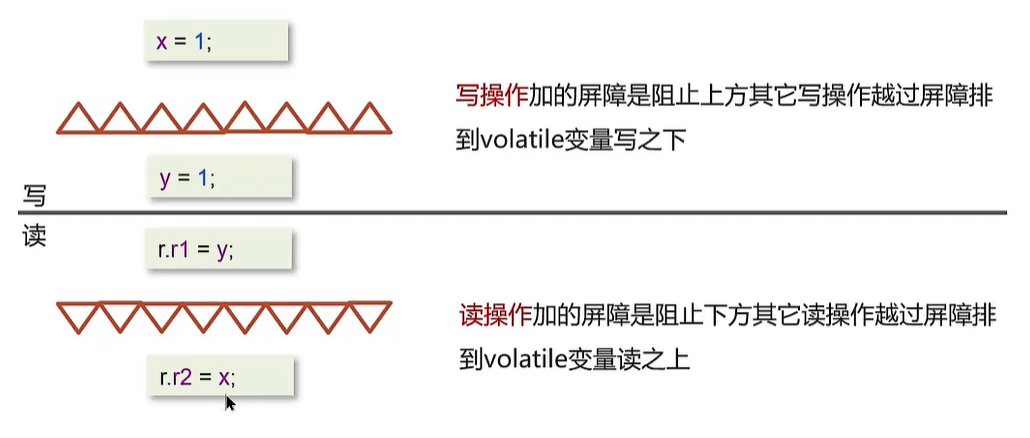 x = 1;
写操作加的屏障是阻止上方其它写操作越过屏障排
到volatile变量写之下
y = 1;
写
读
r.r1 = y;
读操作加的屏障是阻止下方其它读操作越过屏障排
到volatile变量读之上
r.r2 = x;